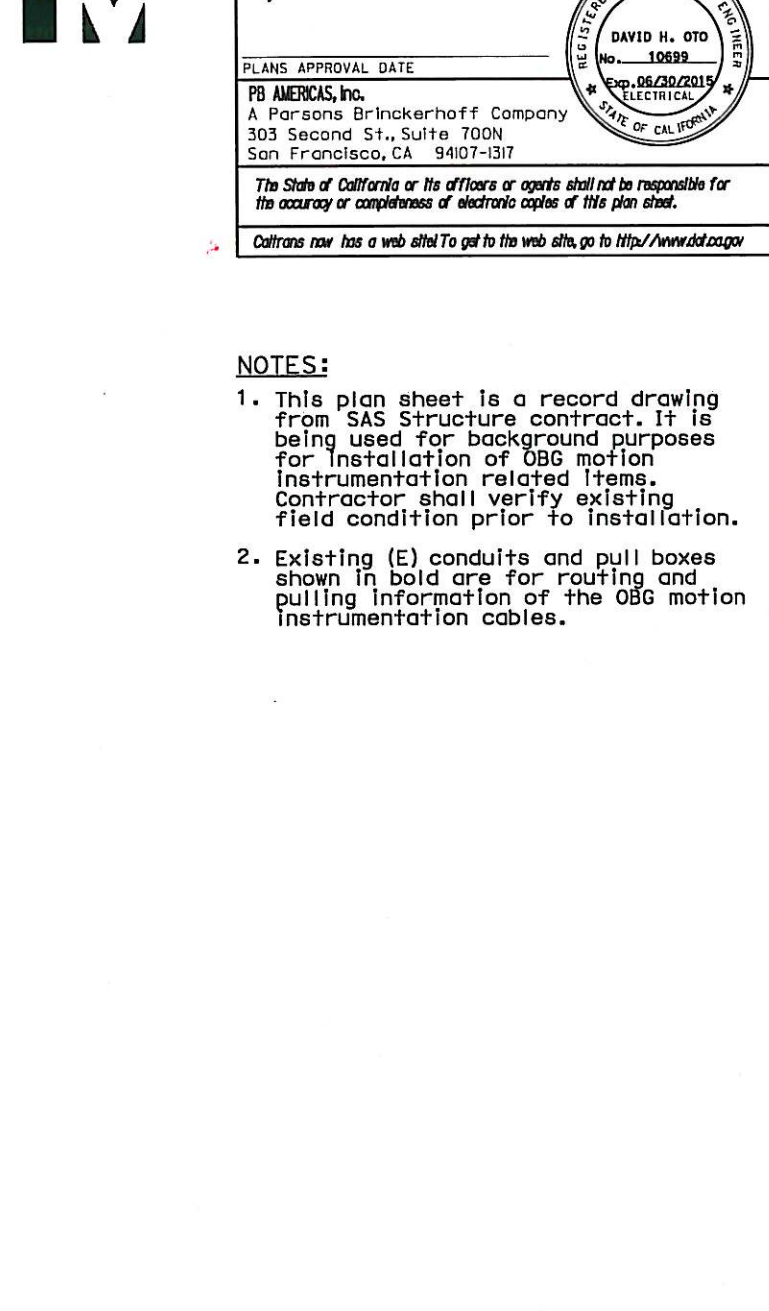 PLANS APPROVAL DATE
REGISTERED
ENGINEER
DAVID H. OTO
No. 10699
Exp. 06/30/2015
ELECTRICAL
STATE OF CALIFORNIA
PB AMERICAS, Inc.
A Parsons Brinckerhoff Company
303 Second St., Suite 700N
San Francisco, CA 94107-1317
The State of California or its officers or agents shall not be responsible for
the accuracy or completeness of electronic copies of this plan sheet.
Caltrans now has a web site! To get to the web site, go to http://www.dot.ca.gov
NOTES:
1. This plan sheet is a record drawing
from SAS Structure contract. It is
being used for background purposes
for installation of OBG motion
instrumentation related items.
Contractor shall verify existing
field condition prior to installation.
2. Existing (E) conduits and pull boxes
shown in bold are for routing and
pulling information of the OBG motion
instrumentation cables.